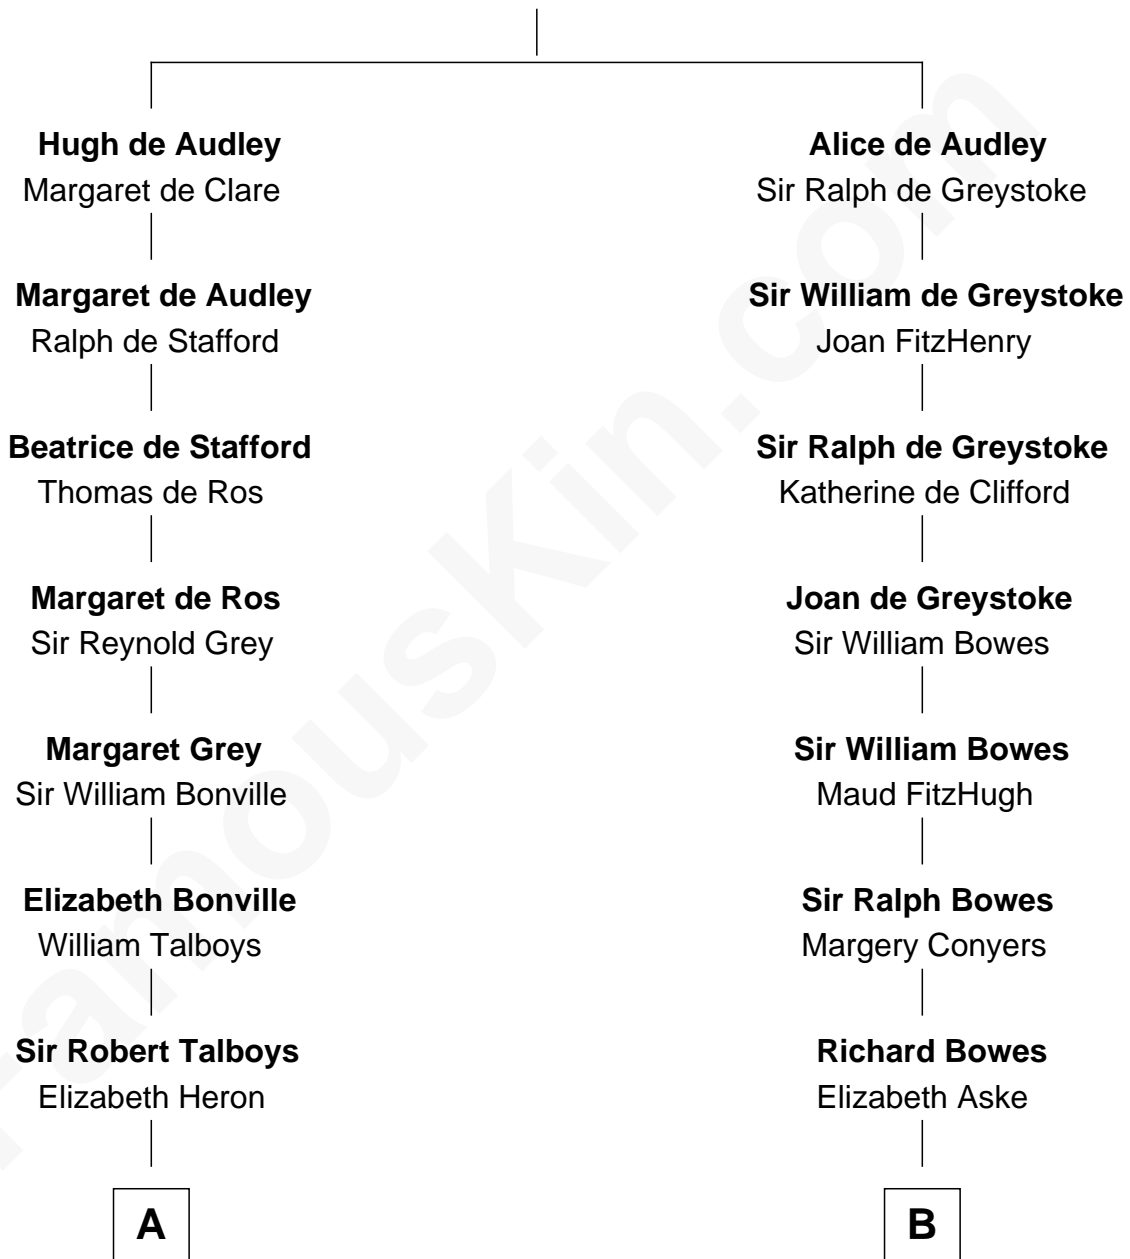 Hugh de Audley
Margaret de Clare
Margaret de Audley
Ralph de Stafford
Beatrice de Stafford
Thomas de Ros
Margaret de Ros
Sir Reynold Grey
Margaret Grey
Sir William Bonville
Elizabeth Bonville
William Talboys
Sir Robert Talboys
Elizabeth Heron
A
Alice de Audley
Sir Ralph de Greystoke
Sir William de Greystoke
Joan FitzHenry
Sir Ralph de Greystoke
Katherine de Clifford
Joan de Greystoke
Sir William Bowes
Sir William Bowes
Maud FitzHugh
Sir Ralph Bowes
Margery Conyers
Richard Bowes
Elizabeth Aske
B
FamousKin.com